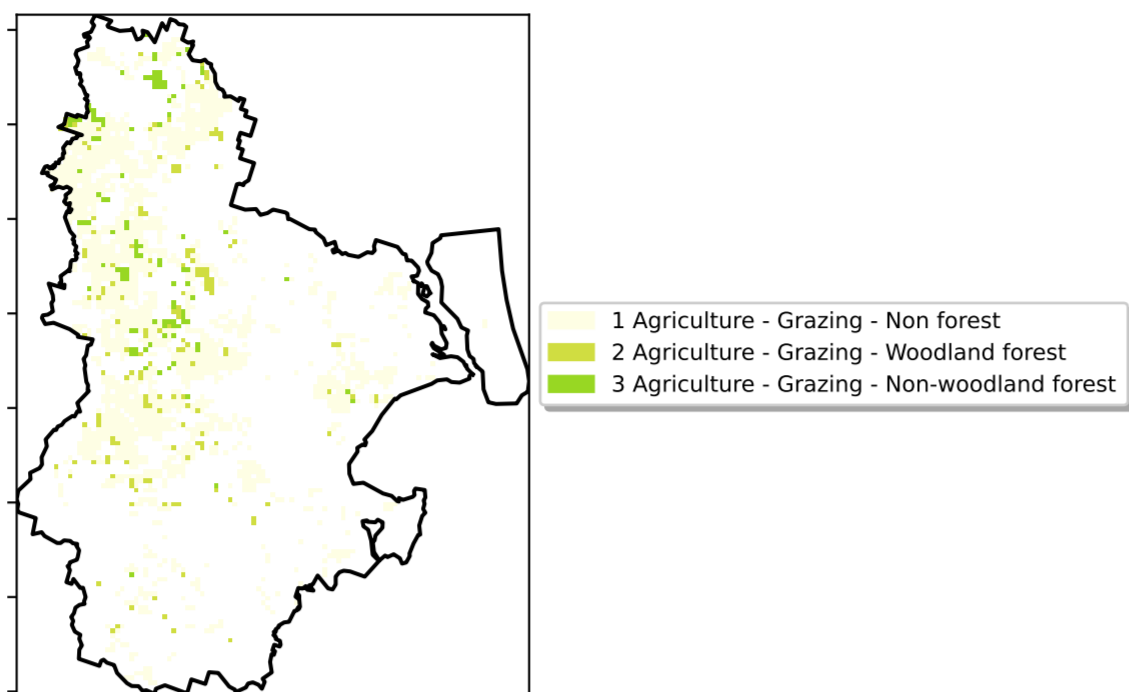 1 Agriculture - Grazing - Non forest
2 Agriculture - Grazing - Woodland forest
3 Agriculture - Grazing - Non-woodland forest